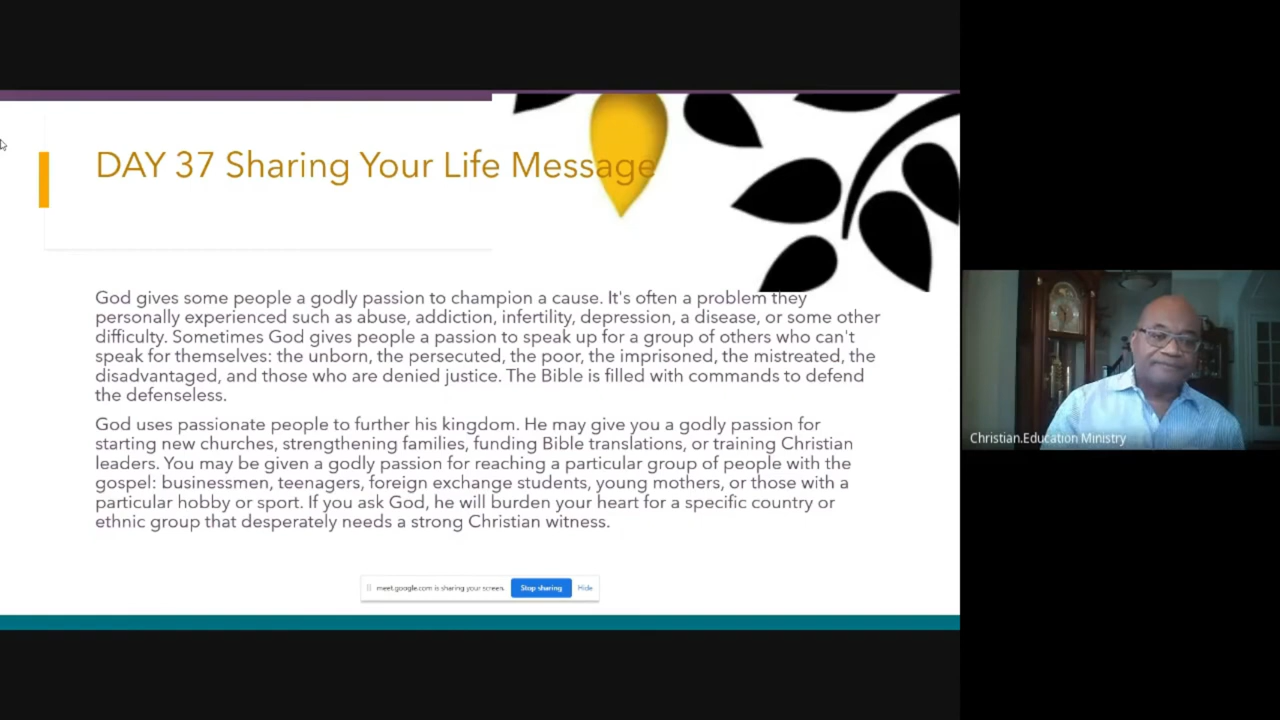 DAY 37 Sharing Your Life Message
God gives some people a godly passion to champion a cause. It's often a problem they
personally experienced such as abuse, addiction, infertility, depression, a disease, or some other
difficulty. Sometimes God gives people a passion to speak up for a group of others who can't
speak for themselves: the unborn, the persecuted, the poor, the imprisoned, the mistreated, the
disadvantaged, and those who are denied justice. The Bible is filled with commands to defend
the defenseless.
God uses passionate people to further his kingdom. He may give you a godly passion for
starting new churches, strengthening families, funding Bible translations, or training Christian
leaders. You may be given a godly passion for reaching a particular group of people with the
gospel: businessmen, teenagers, foreign exchange students, young mothers, or those with a
particular hobby or sport. If you ask God, he will burden your heart for a specific country or
ethnic group that desperately needs a strong Christian witness.
meet.google.com is sharing your screen. Stop sharing Hide
Christian.Education Ministry